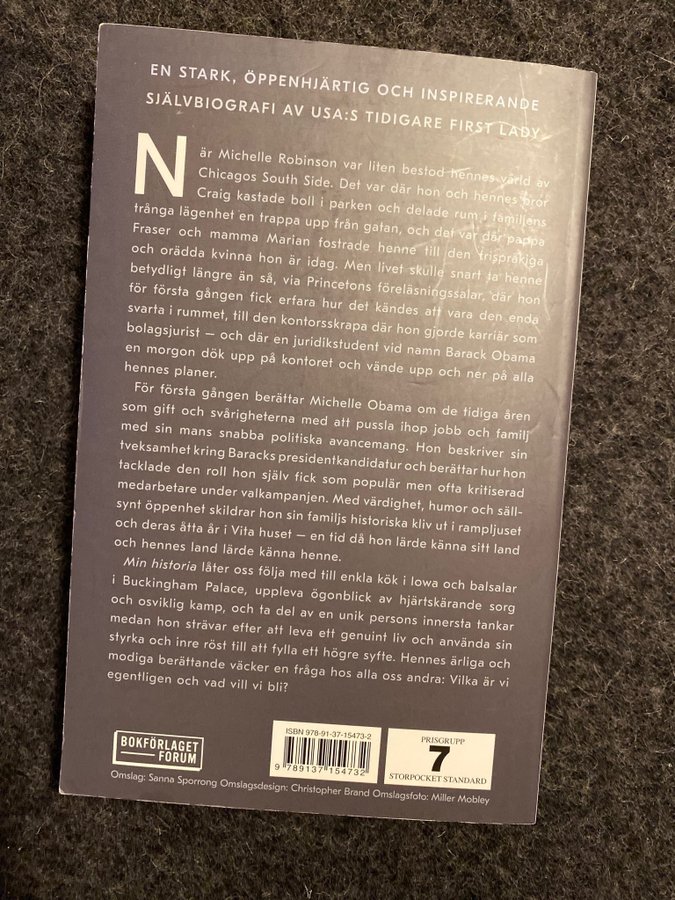 EN STARK, ÖPPENHJÄRTIG OCH INSPIRERANDE
SJÄLVBIOGRAFI AV USA:S TIDIGARE FIRST LADY
När Michelle Robinson var liten bestod hennes värld av
Chicagos South Side. Det var där hon och hennes bror
Craig kastade boll i parken och delade rum i familjens
trånga lägenhet en trappa upp från gatan, och det var där pappa
Fraser och mamma Marian fostrade henne till den frispråkiga
och orädda kvinna hon är idag. Men livet skulle snart ta henne
betydligt längre än så, via Princetons föreläsningssalar, där hon
för första gången fick erfara hur det kändes att vara den enda
svarta i rummet, till den kontorsskrapa där hon gjorde karriär som
bolagsjurist – och där en juridikstudent vid namn Barack Obama
en morgon dök upp på kontoret och vände upp och ner på alla
hennes planer.
För första gången berättar Michelle Obama om de tidiga åren
som gift och svårigheterna med att pussla ihop jobb och familj
med sin mans snabba politiska avancemang. Hon beskriver sin
tveksamhet kring Baracks presidentkandidatur och berättar hur hon
tacklade den roll hon själv fick som populär men ofta kritiserad
medarbetare under valkampanjen. Med värdighet, humor och säll-
synt öppenhet skildrar hon sin familjs historiska kliv ut i rampljuset
och deras åtta år i Vita huset – en tid då hon lärde känna sitt land
och hennes land lärde känna henne.
Min historia låter oss följa med till enkla kök i Iowa och balsalar
i Buckingham Palace, uppleva ögonblick av hjärtskärande sorg
och osviklig kamp, och ta del av en unik persons innersta tankar
medan hon strävar efter att leva ett genuint liv och använda sin
styrka och inre röst till att fylla ett högre syfte. Hennes ärliga och
modiga berättande väcker en fråga hos alla oss andra: Vilka är vi
egentligen och vad vill vi bli?
BOKFÖRLAGET
FORUM
ISBN 978-91-37-15473-2
9 789137 154732
PRISGRUPP
7
STORPOCKET STANDARD
Omslag: Sanna Sporrong Omslagsdesign: Christopher Brand Omslagsfoto: Miller Mobley